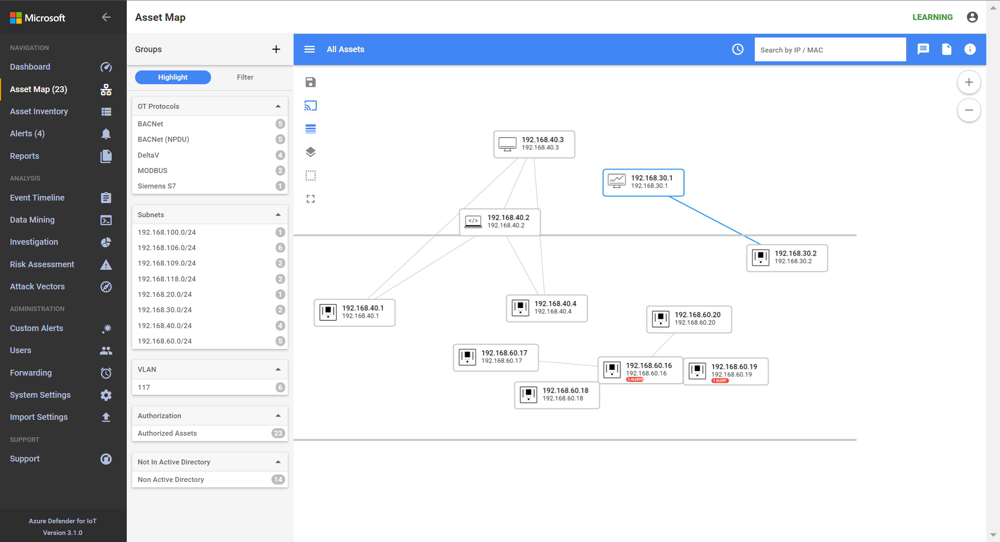 Microsoft
Asset Map
LEARNING
NAVIGATION
Dashboard
Asset Map (23)
Asset Inventory
Alerts (4)
Reports
ANALYSIS
Event Timeline
Data Mining
Investigation
Risk Assessment
Attack Vectors
ADMINISTRATION
Custom Alerts
Users
Forwarding
System Settings
Import Settings
SUPPORT
Support
Azure Defender for IoT
Version 3.1.0
Groups
Highlight
Filter
OT Protocols
BACNet 5
BACNet (NPDU) 5
DeltaV 4
MODBUS 2
Siemens S7 1
Subnets
192.168.100.0/24 1
192.168.106.0/24 6
192.168.109.0/24 2
192.168.118.0/24 2
192.168.20.0/24 1
192.168.30.0/24 2
192.168.40.0/24 4
192.168.60.0/24 5
VLAN
117 6
Authorization
Authorized Assets 23
Not In Active Directory
Non Active Directory 14
All Assets
Search by IP / MAC
192.168.40.3
192.168.40.3
192.168.30.1
192.168.30.1
</>
192.168.40.2
192.168.40.2
192.168.30.2
192.168.30.2
192.168.40.1
192.168.40.1
192.168.40.4
192.168.40.4
192.168.60.20
192.168.60.20
192.168.60.17
192.168.60.17
192.168.60.16
192.168.60.16
2 ALERTS
192.168.60.19
192.168.60.19
1 ALERT
192.168.60.18
192.168.60.18